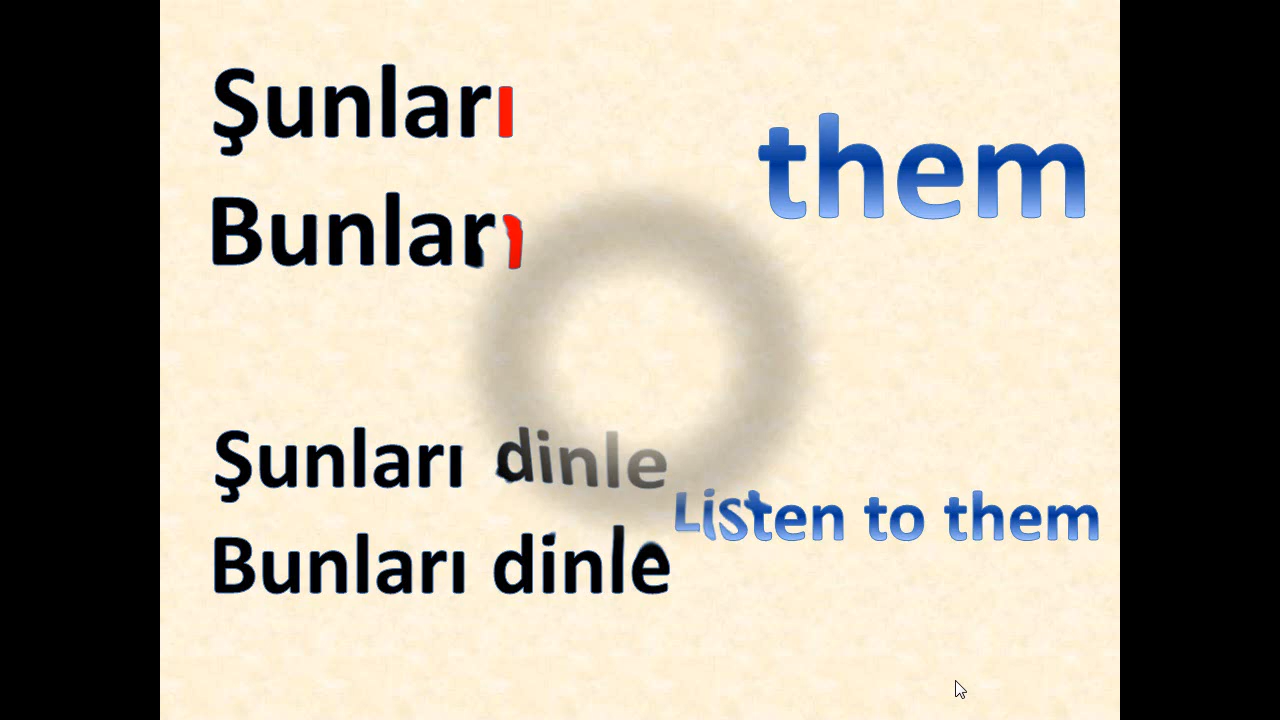 Şunları
Bunları
them
Şunları dinle
Bunları dinle
Listen to them